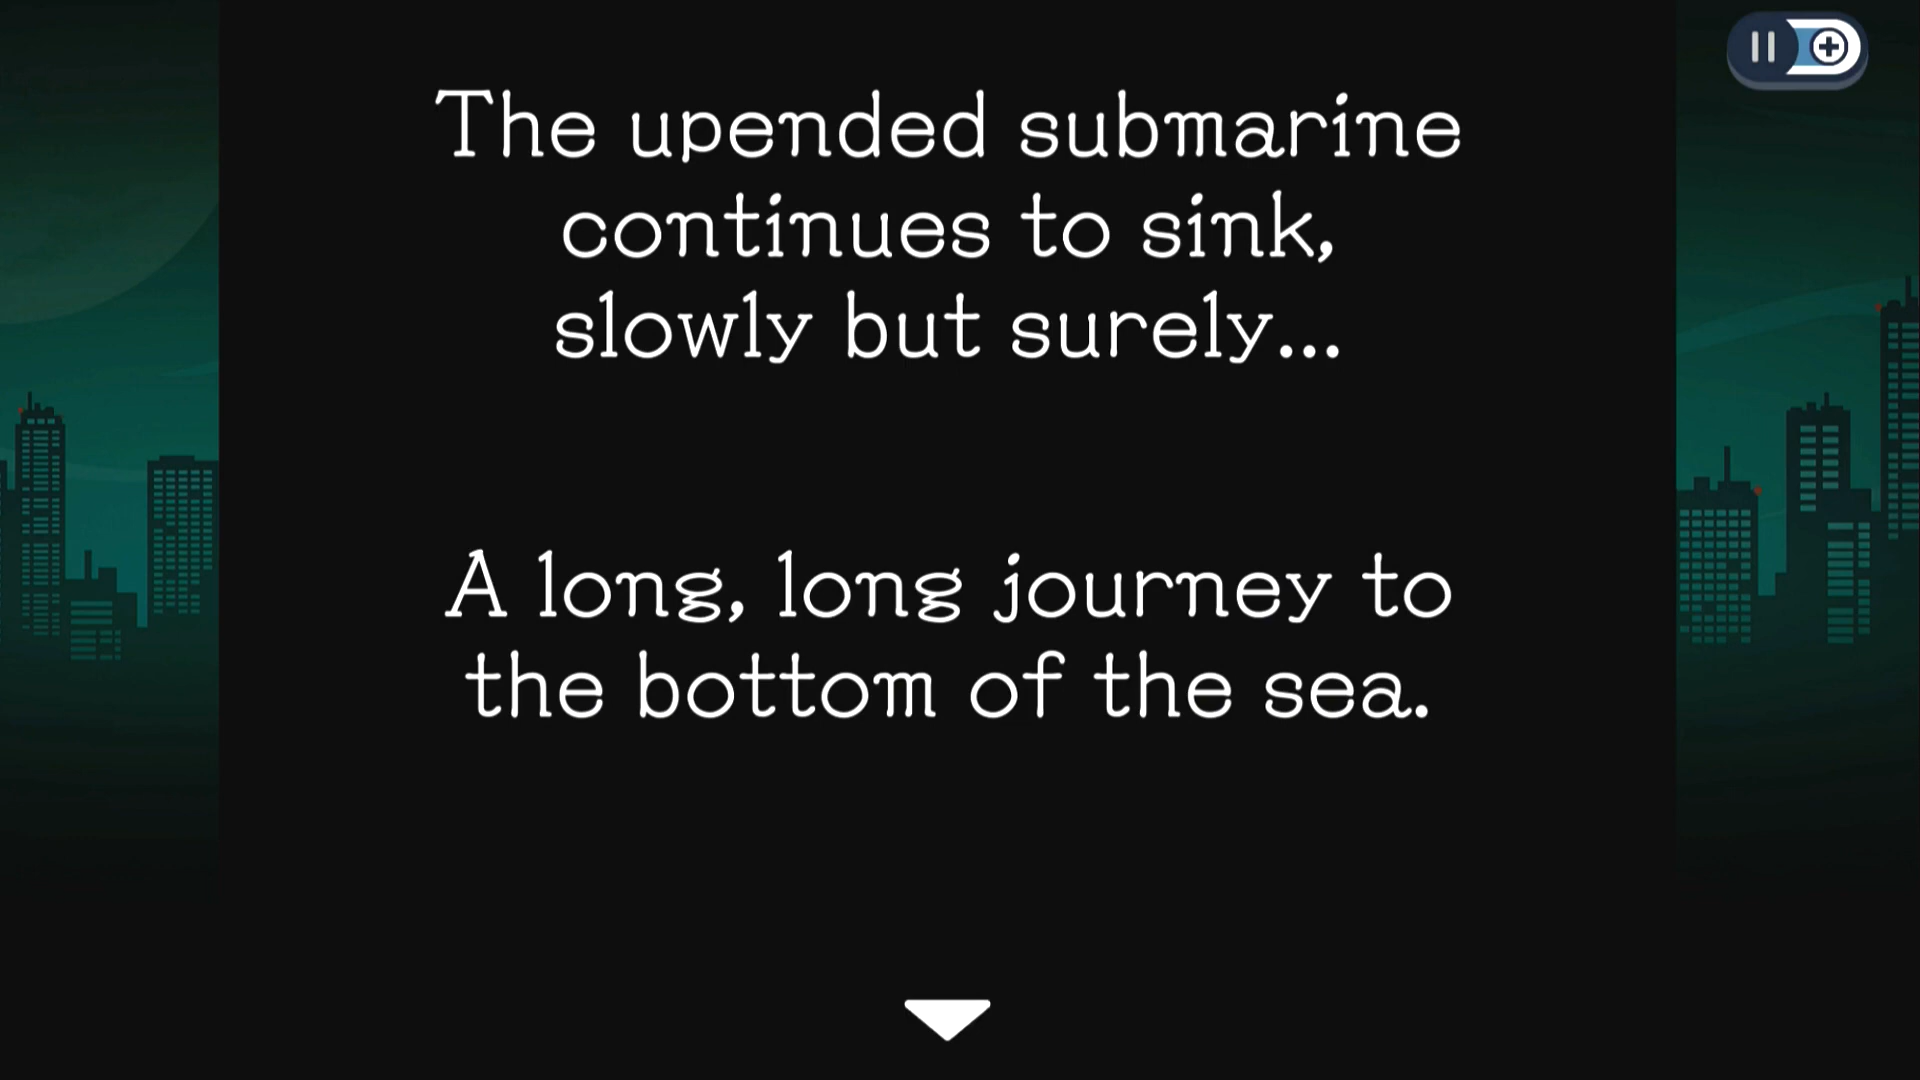 The upended submarine
continues to sink,
slowly but surely...
A long, long journey to
the bottom of the sea.